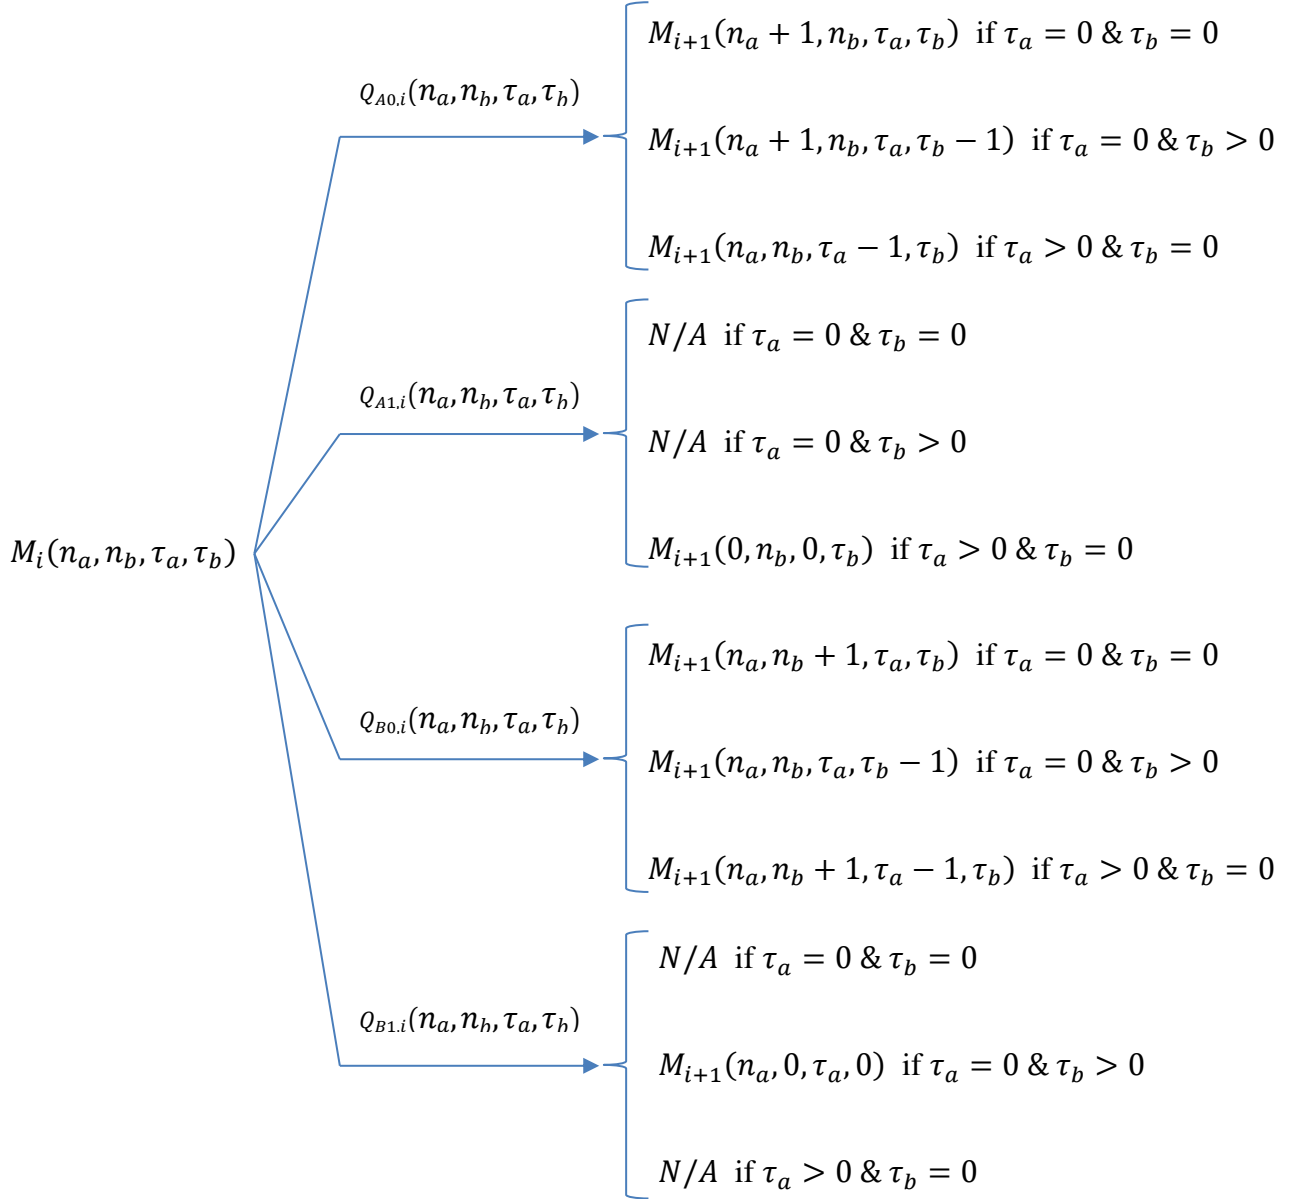 M_{i+1}(n_a + 1, n_b, τ_a, τ_b) if τ_a = 0 & τ_b = 0
Q_{A0,i}(n_a, n_b, τ_a, τ_b)
M_{i+1}(n_a + 1, n_b, τ_a, τ_b − 1) if τ_a = 0 & τ_b > 0
M_{i+1}(n_a, n_b, τ_a − 1, τ_b) if τ_a > 0 & τ_b = 0
N/A if τ_a = 0 & τ_b = 0
Q_{A1,i}(n_a, n_b, τ_a, τ_b)
N/A if τ_a = 0 & τ_b > 0
M_i(n_a, n_b, τ_a, τ_b)
M_{i+1}(0, n_b, 0, τ_b) if τ_a > 0 & τ_b = 0
M_{i+1}(n_a, n_b + 1, τ_a, τ_b) if τ_a = 0 & τ_b = 0
Q_{B0,i}(n_a, n_b, τ_a, τ_b)
M_{i+1}(n_a, n_b, τ_a, τ_b − 1) if τ_a = 0 & τ_b > 0
M_{i+1}(n_a, n_b + 1, τ_a − 1, τ_b) if τ_a > 0 & τ_b = 0
N/A if τ_a = 0 & τ_b = 0
Q_{B1,i}(n_a, n_b, τ_a, τ_b)
M_{i+1}(n_a, 0, τ_a, 0) if τ_a = 0 & τ_b > 0
N/A if τ_a > 0 & τ_b = 0